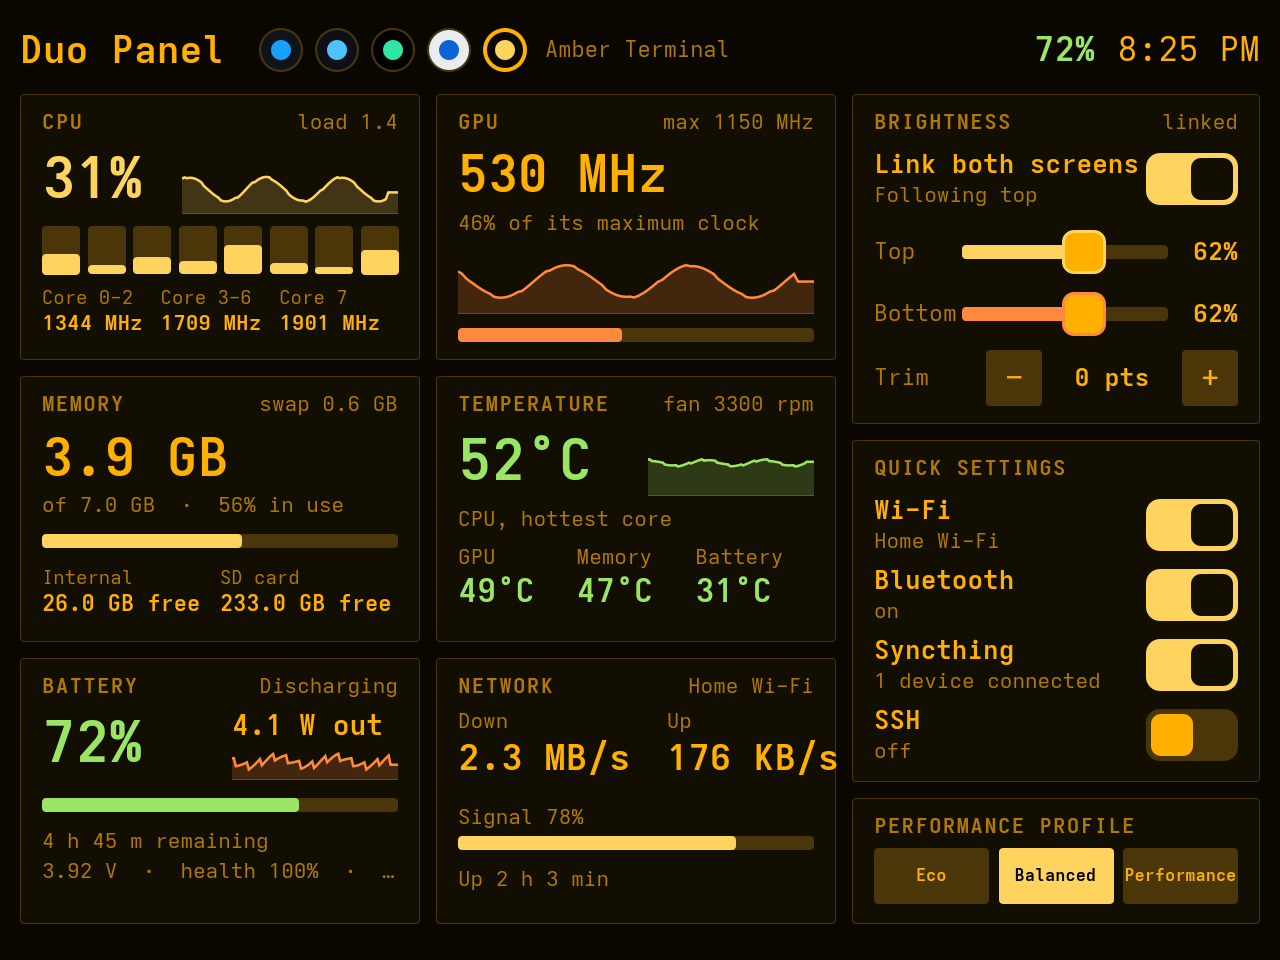 Duo Panel
Amber Terminal
72% 8:25 PM
CPU
load 1.4
31%
Core 0-2 Core 3-6 Core 7
1344 MHz 1709 MHz 1901 MHz
GPU
max 1150 MHz
530 MHz
46% of its maximum clock
BRIGHTNESS
linked
Link both screens
Following top
Top 62%
Bottom 62%
Trim − 0 pts +
MEMORY
swap 0.6 GB
3.9 GB
of 7.0 GB · 56% in use
Internal SD card
26.0 GB free 233.0 GB free
TEMPERATURE
fan 3300 rpm
52°C
CPU, hottest core
GPU Memory Battery
49°C 47°C 31°C
QUICK SETTINGS
Wi-Fi
Home Wi-Fi
Bluetooth
on
Syncthing
1 device connected
SSH
off
BATTERY
Discharging
72%
4.1 W out
4 h 45 m remaining
3.92 V · health 100% · …
NETWORK
Home Wi-Fi
Down Up
2.3 MB/s 176 KB/s
Signal 78%
Up 2 h 3 min
PERFORMANCE PROFILE
Eco Balanced Performance